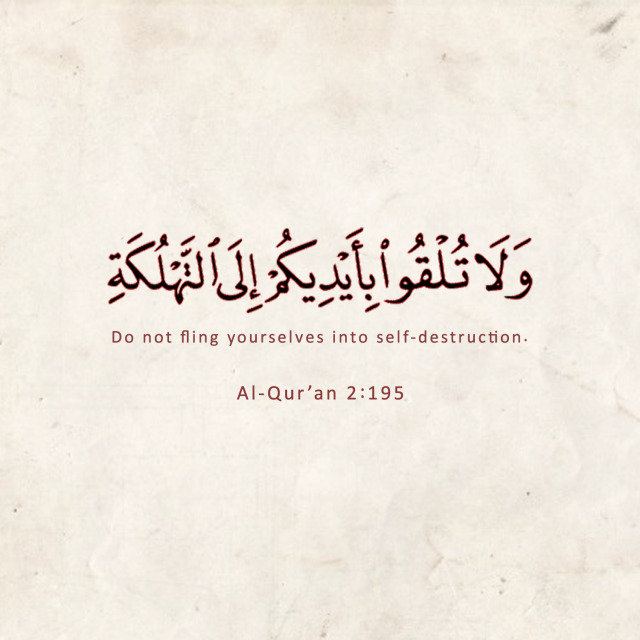 وَلَا تُلْقُوا۟ بِأَيْدِيكُمْ إِلَى ٱلتَّهْلُكَةِ
Do not fling yourselves into self-destruction.
Al-Qur’an 2:195